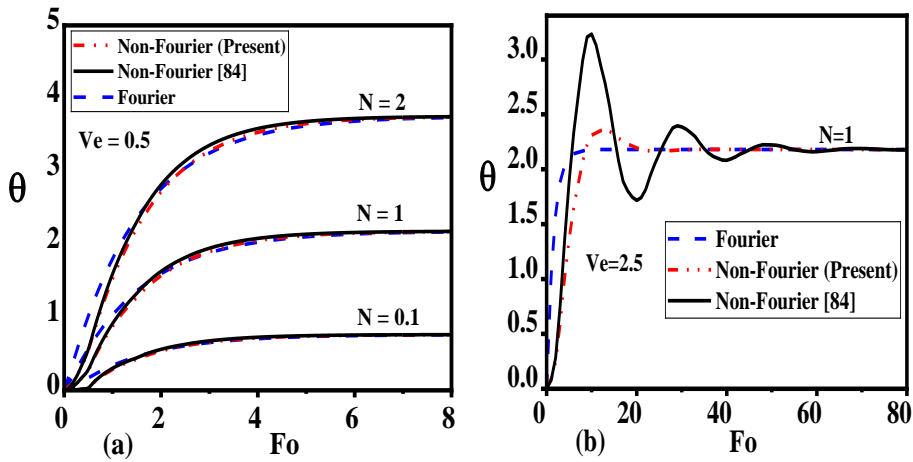 5
4
3
2
1
0
θ
Non-Fourier (Present)
Non-Fourier [84]
Fourier
Ve = 0.5
N = 2
N = 1
N = 0.1
0
2
4
6
8
(a)
Fo
3.0
2.5
2.0
1.5
1.0
0.5
0.0
θ
N=1
Ve=2.5
Fourier
Non-Fourier (Present)
Non-Fourier [84]
0
20
40
60
80
(b)
Fo